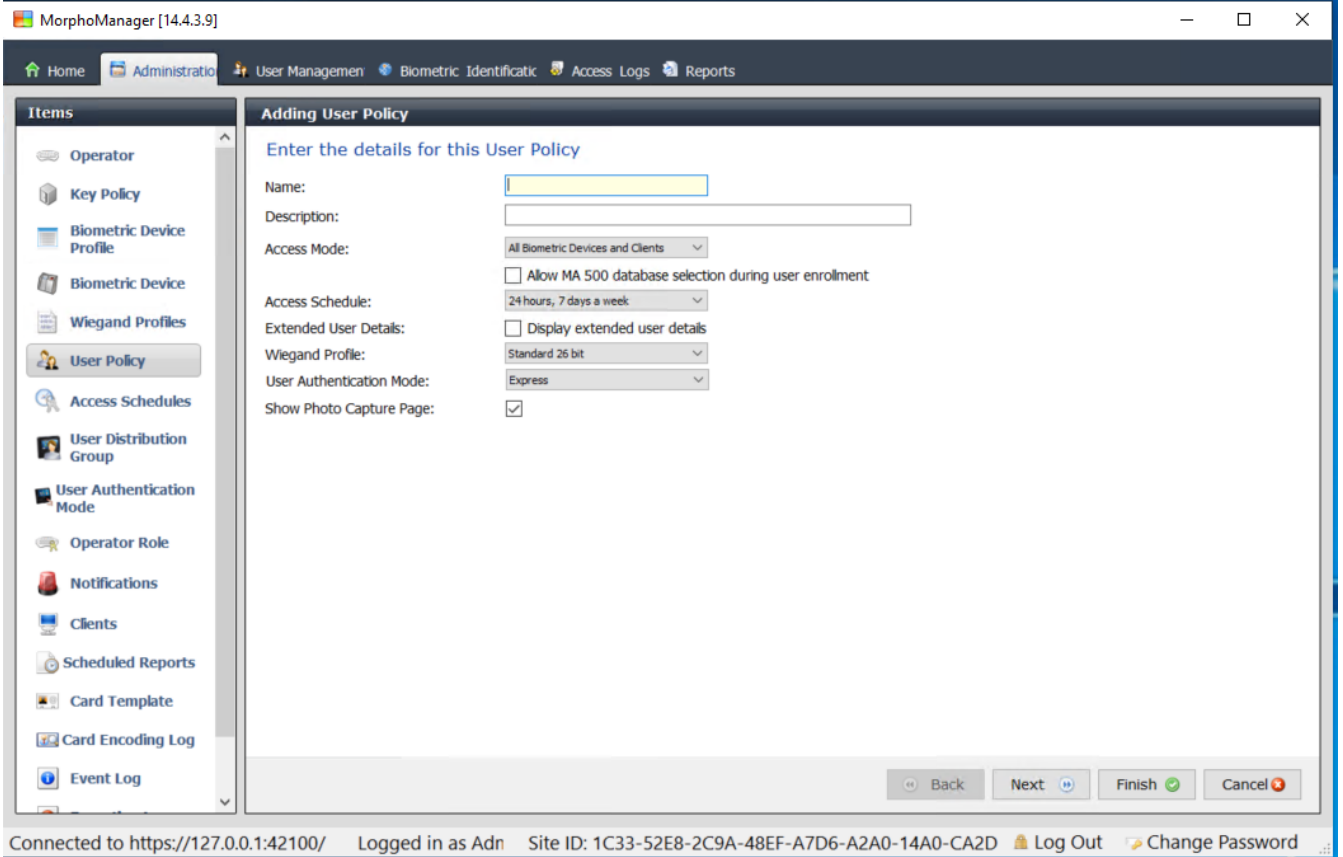 MorphoManager [14.4.3.9]
Home
Administratio
User Managemen
Biometric Identificatic
Access Logs
Reports
Items
Operator
Key Policy
Biometric Device
Profile
Biometric Device
Wiegand Profiles
User Policy
Access Schedules
User Distribution
Group
User Authentication
Mode
Operator Role
Notifications
Clients
Scheduled Reports
Card Template
Card Encoding Log
Event Log
Adding User Policy
Enter the details for this User Policy
Name:
Description:
Access Mode: All Biometric Devices and Clients
Allow MA 500 database selection during user enrollment
Access Schedule: 24 hours, 7 days a week
Extended User Details: Display extended user details
Wiegand Profile: Standard 26 bit
User Authentication Mode: Express
Show Photo Capture Page:
Back Next Finish Cancel
Connected to https://127.0.0.1:42100/ Logged in as Adn Site ID: 1C33-52E8-2C9A-48EF-A7D6-A2A0-14A0-CA2D Log Out Change Password